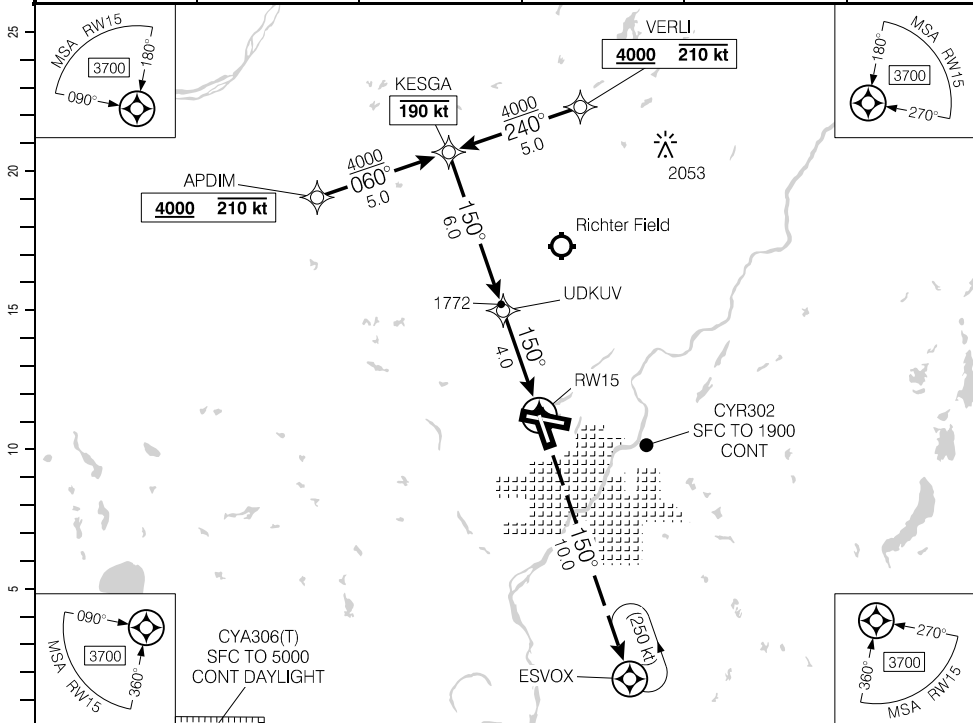 25
20
15
10
5
MSA RW15
3700
180°
090°
MSA RW15
3700
180°
270°
VERLI
4000 210 kt
KESGA
190 kt
4000
240°
5.0
4000
060°
5.0
APDIM
4000 210 kt
2053
150°
6.0
Richter Field
1772
UDKUV
150°
4.0
RW15
CYR302
SFC TO 1900
CONT
150°
10.0
090°
3700
360°
MSA RW15
CYA306(T)
SFC TO 5000
CONT DAYLIGHT
ESVOX
(250 kt)
270°
3700
360°
MSA RW15